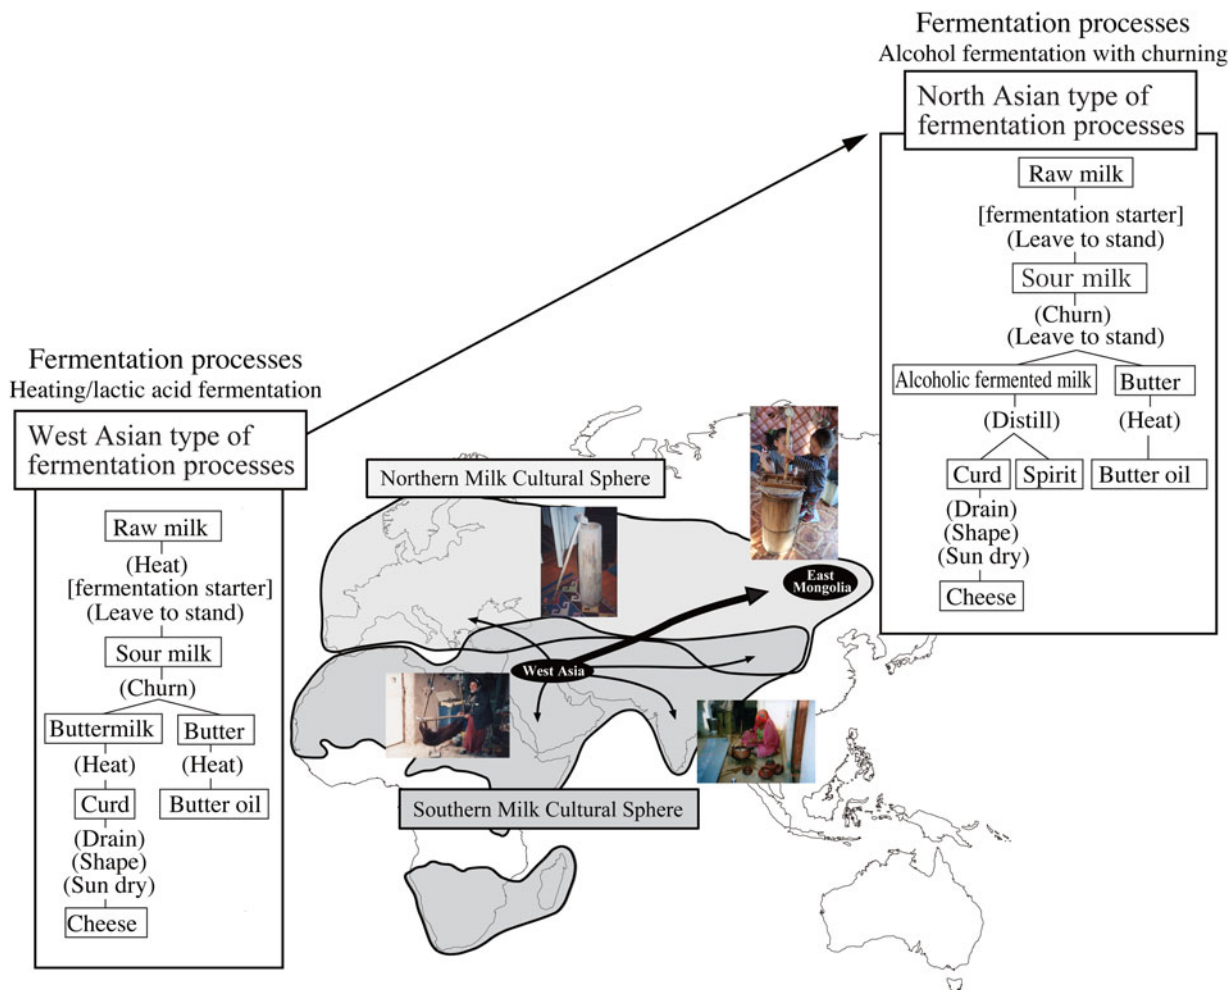 Fermentation processes
Alcohol fermentation with churning
North Asian type of
fermentation processes
Raw milk
[fermentation starter]
(Leave to stand)
Sour milk
(Churn)
(Leave to stand)
Alcoholic fermented milk
Butter
(Distill)
(Heat)
Curd
Spirit
Butter oil
(Drain)
(Shape)
(Sun dry)
Cheese
Fermentation processes
Heating/lactic acid fermentation
West Asian type of
fermentation processes
Raw milk
(Heat)
[fermentation starter]
(Leave to stand)
Sour milk
(Churn)
Buttermilk
Butter
(Heat)
(Heat)
Curd
Butter oil
(Drain)
(Shape)
(Sun dry)
Cheese
Northern Milk Cultural Sphere
East
Mongolia
West Asia
Southern Milk Cultural Sphere